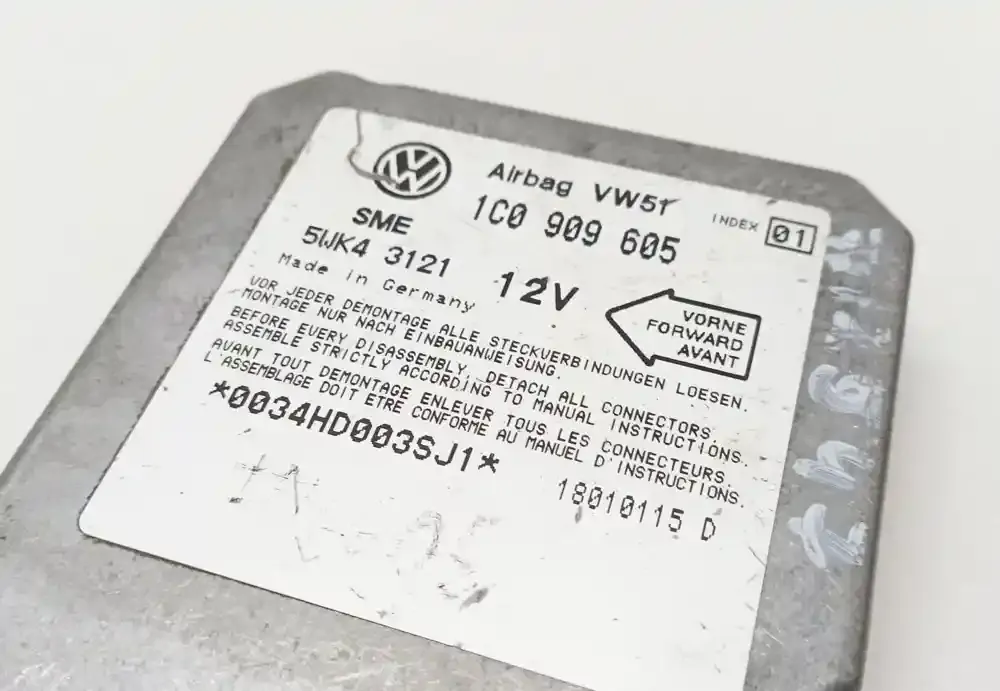 Airbag VW5r
1C0 909 605
INDEX 01
SME
5WK4 3121
Made in Germany
12V
VORNE
FORWARD
AVANT
VOR JEDER DEMONTAGE ALLE STECKVERBINDUNGEN LOESEN.
MONTAGE NUR NACH EINBAUANWEISUNG.
BEFORE EVERY DISASSEMBLY, DETACH ALL CONNECTORS.
ASSEMBLE STRICTLY ACCORDING TO MANUAL INSTRUCTIONS.
AVANT TOUT DEMONTAGE ENLEVER TOUS LES CONNECTEURS.
L'ASSEMBLAGE DOIT ETRE CONFORME AU MANUEL D'INSTRUCTIONS.
*0034HD003SJ1*
18010115 D